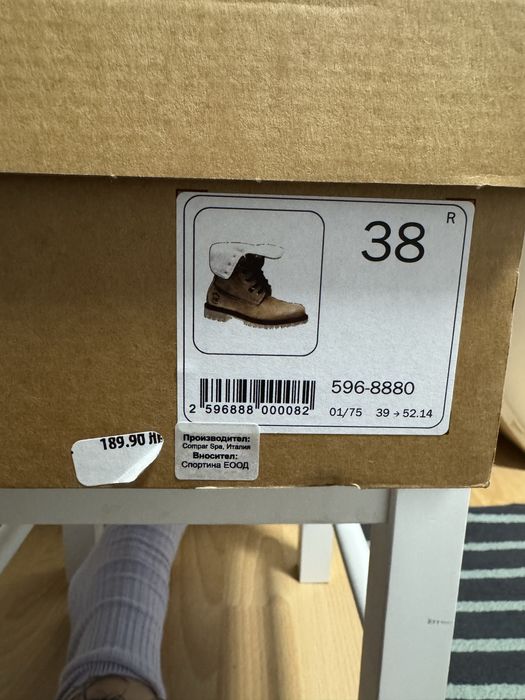 R
38
596-8880
2 596888 000082
01/75 39 → 52.14
189.90
Производител:
Compar Spa, Италия
Вносител:
Спортина ЕООД